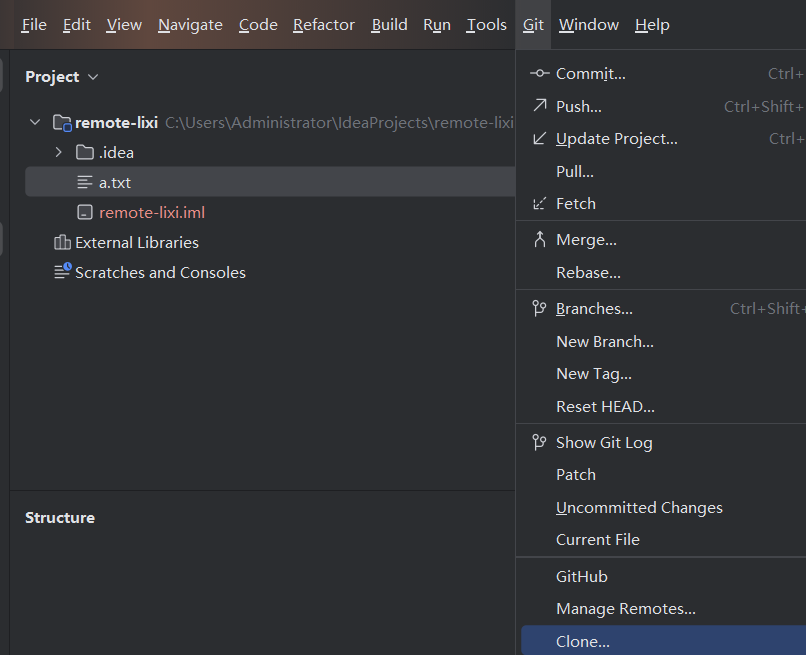 File Edit View Navigate Code Refactor Build Run Tools Git Window Help
Project
remote-lixi C:\Users\Administrator\IdeaProjects\remote-lixi
.idea
a.txt
remote-lixi.iml
External Libraries
Scratches and Consoles
Structure
Commit... Ctrl+
Push... Ctrl+Shift+
Update Project... Ctrl+
Pull...
Fetch
Merge...
Rebase...
Branches... Ctrl+Shift+
New Branch...
New Tag...
Reset HEAD...
Show Git Log
Patch
Uncommitted Changes
Current File
GitHub
Manage Remotes...
Clone...